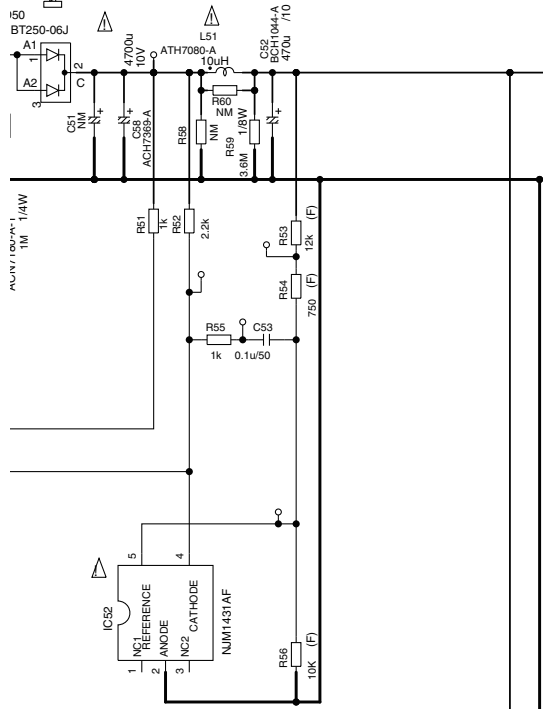 BT250-06J
A1
1
2
C
A2
3
C51
NM
4700u
10V
C58
ACH7369-A
ATH7080-A
L51
10uH
R60
NM
R58
NM
R59
1/8W
3.6M
C52
BCH1044-A
470u /10
1M 1/4W
R51
1k
R52
2.2k
R53
12k
(F)
R54
750
(F)
R55
1k
C53
0.1u/50
5
4
IC52
NC1
REFERENCE
ANODE
NC2
CATHODE
NJM1431AF
1
2
3
R56
10K
(F)